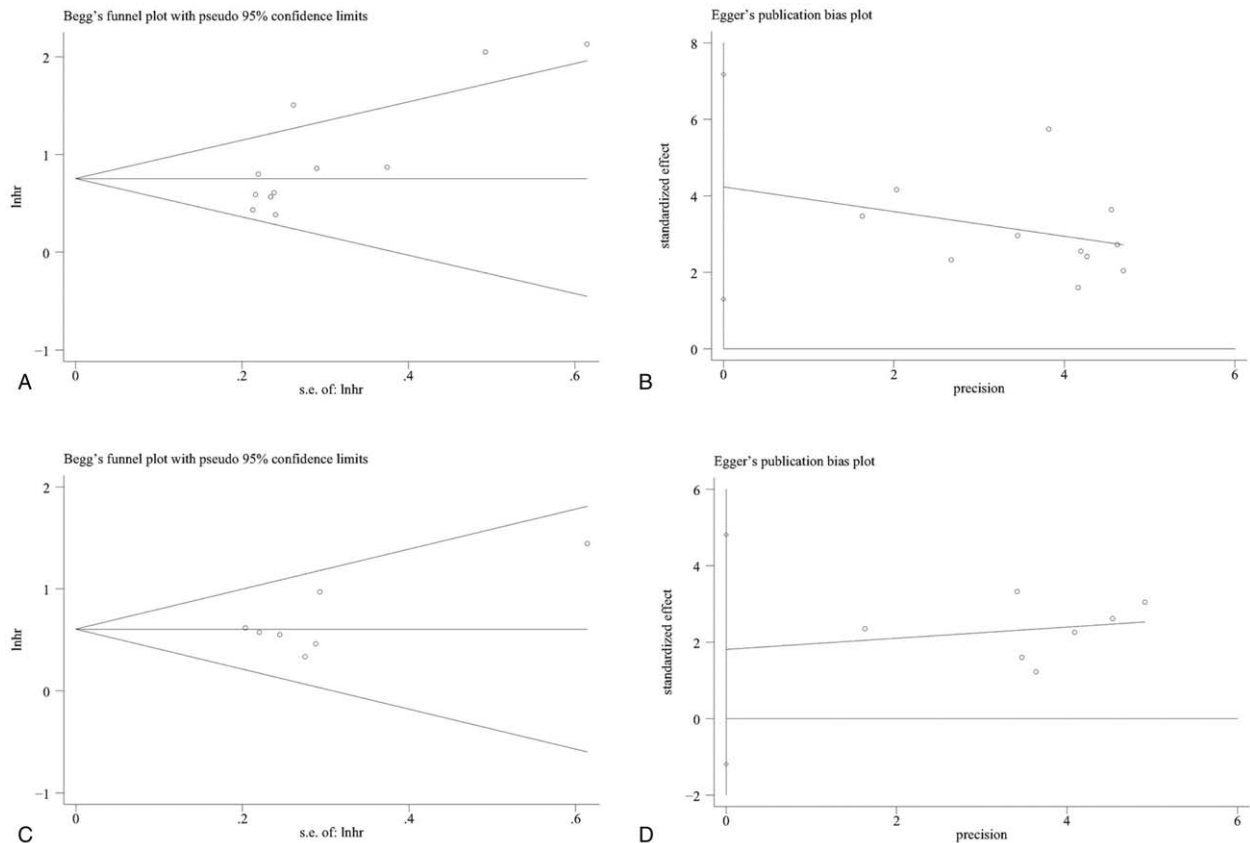 Begg's funnel plot with pseudo 95% confidence limits
2
1
0
−1
lnhr
0 .2 .4 .6
s.e. of: lnhr
A
Egger's publication bias plot
8
6
4
2
0
standardized effect
0 2 4 6
precision
B
Begg's funnel plot with pseudo 95% confidence limits
2
1
0
−1
lnhr
0 .2 .4 .6
s.e. of: lnhr
C
Egger's publication bias plot
6
4
2
0
−2
standardized effect
0 2 4 6
precision
D